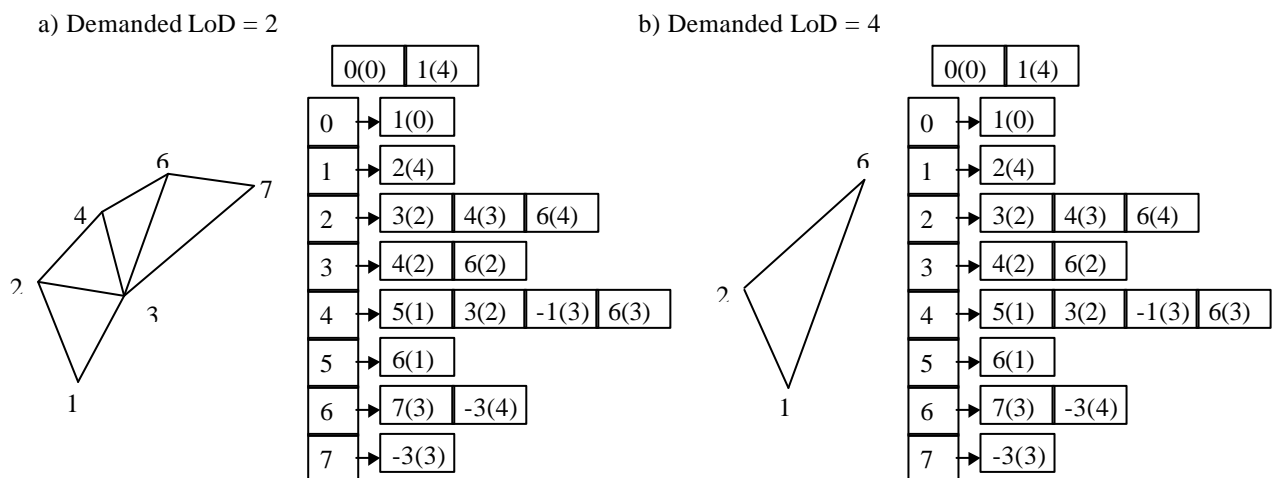 a) Demanded LoD = 2
0(0) 1(4)
0 1(0)
1 2(4)
2 3(2) 4(3) 6(4)
3 4(2) 6(2)
4 5(1) 3(2) -1(3) 6(3)
5 6(1)
6 7(3) -3(4)
7 -3(3)
6
7
4
2
3
1
b) Demanded LoD = 4
0(0) 1(4)
0 1(0)
1 2(4)
2 3(2) 4(3) 6(4)
3 4(2) 6(2)
4 5(1) 3(2) -1(3) 6(3)
5 6(1)
6 7(3) -3(4)
7 -3(3)
6
2
1